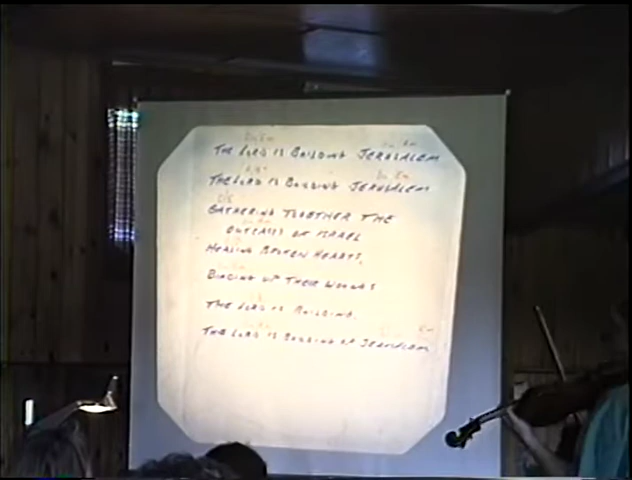 THE LORD IS BUILDING JERUSALEM
THE LORD IS BUILDING JERUSALEM
GATHERING TOGETHER THE
OUTCASTS OF ISRAEL
HEALING BROKEN HEARTS,
BINDING UP THEIR WOUNDS
THE LORD IS BUILDING,
THE LORD IS BUILDING UP JERUSALEM